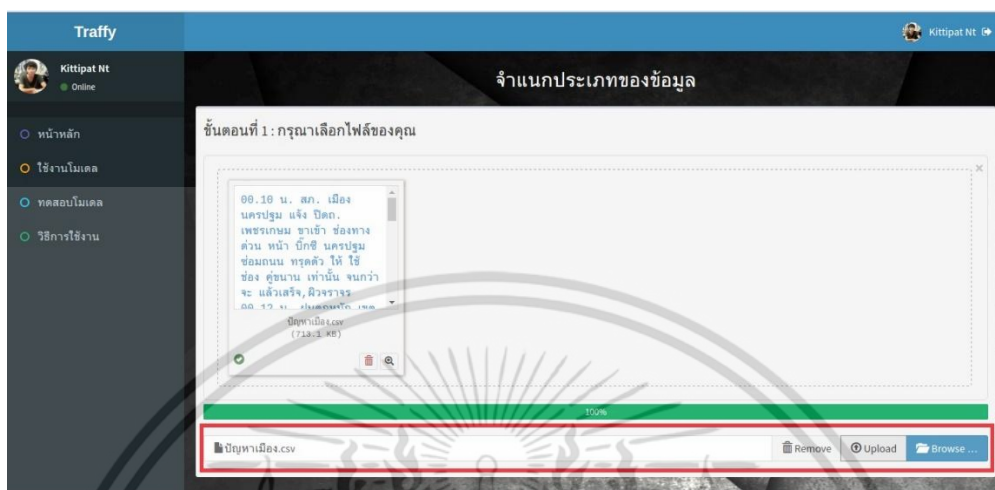 Traffy
Kittipat Nt
Kittipat Nt
Online
จำแนกประเภทของข้อมูล
หน้าหลัก
ใช้งานโมเดล
ทดสอบโมเดล
วิธีการใช้งาน
ขั้นตอนที่ 1 : กรุณาเลือกไฟล์ของคุณ
00.10 น. สภ. เมือง
นครปฐม แจ้ง ปิดถ.
เพชรเกษม ขาเข้า ช่องทาง
ด่วน หน้า บิ๊กซี นครปฐม
ซ่อมถนน ทรุดตัว ให้ ใช้
ช่อง คู่ขนาน เท่านั้น จนกว่า
จะ แล้วเสร็จ,ผิวจราจร
00.12 น.
ปัญหาเมือง.csv
(713.1 KB)
100%
ปัญหาเมือง.csv
Remove
Upload
Browse ...